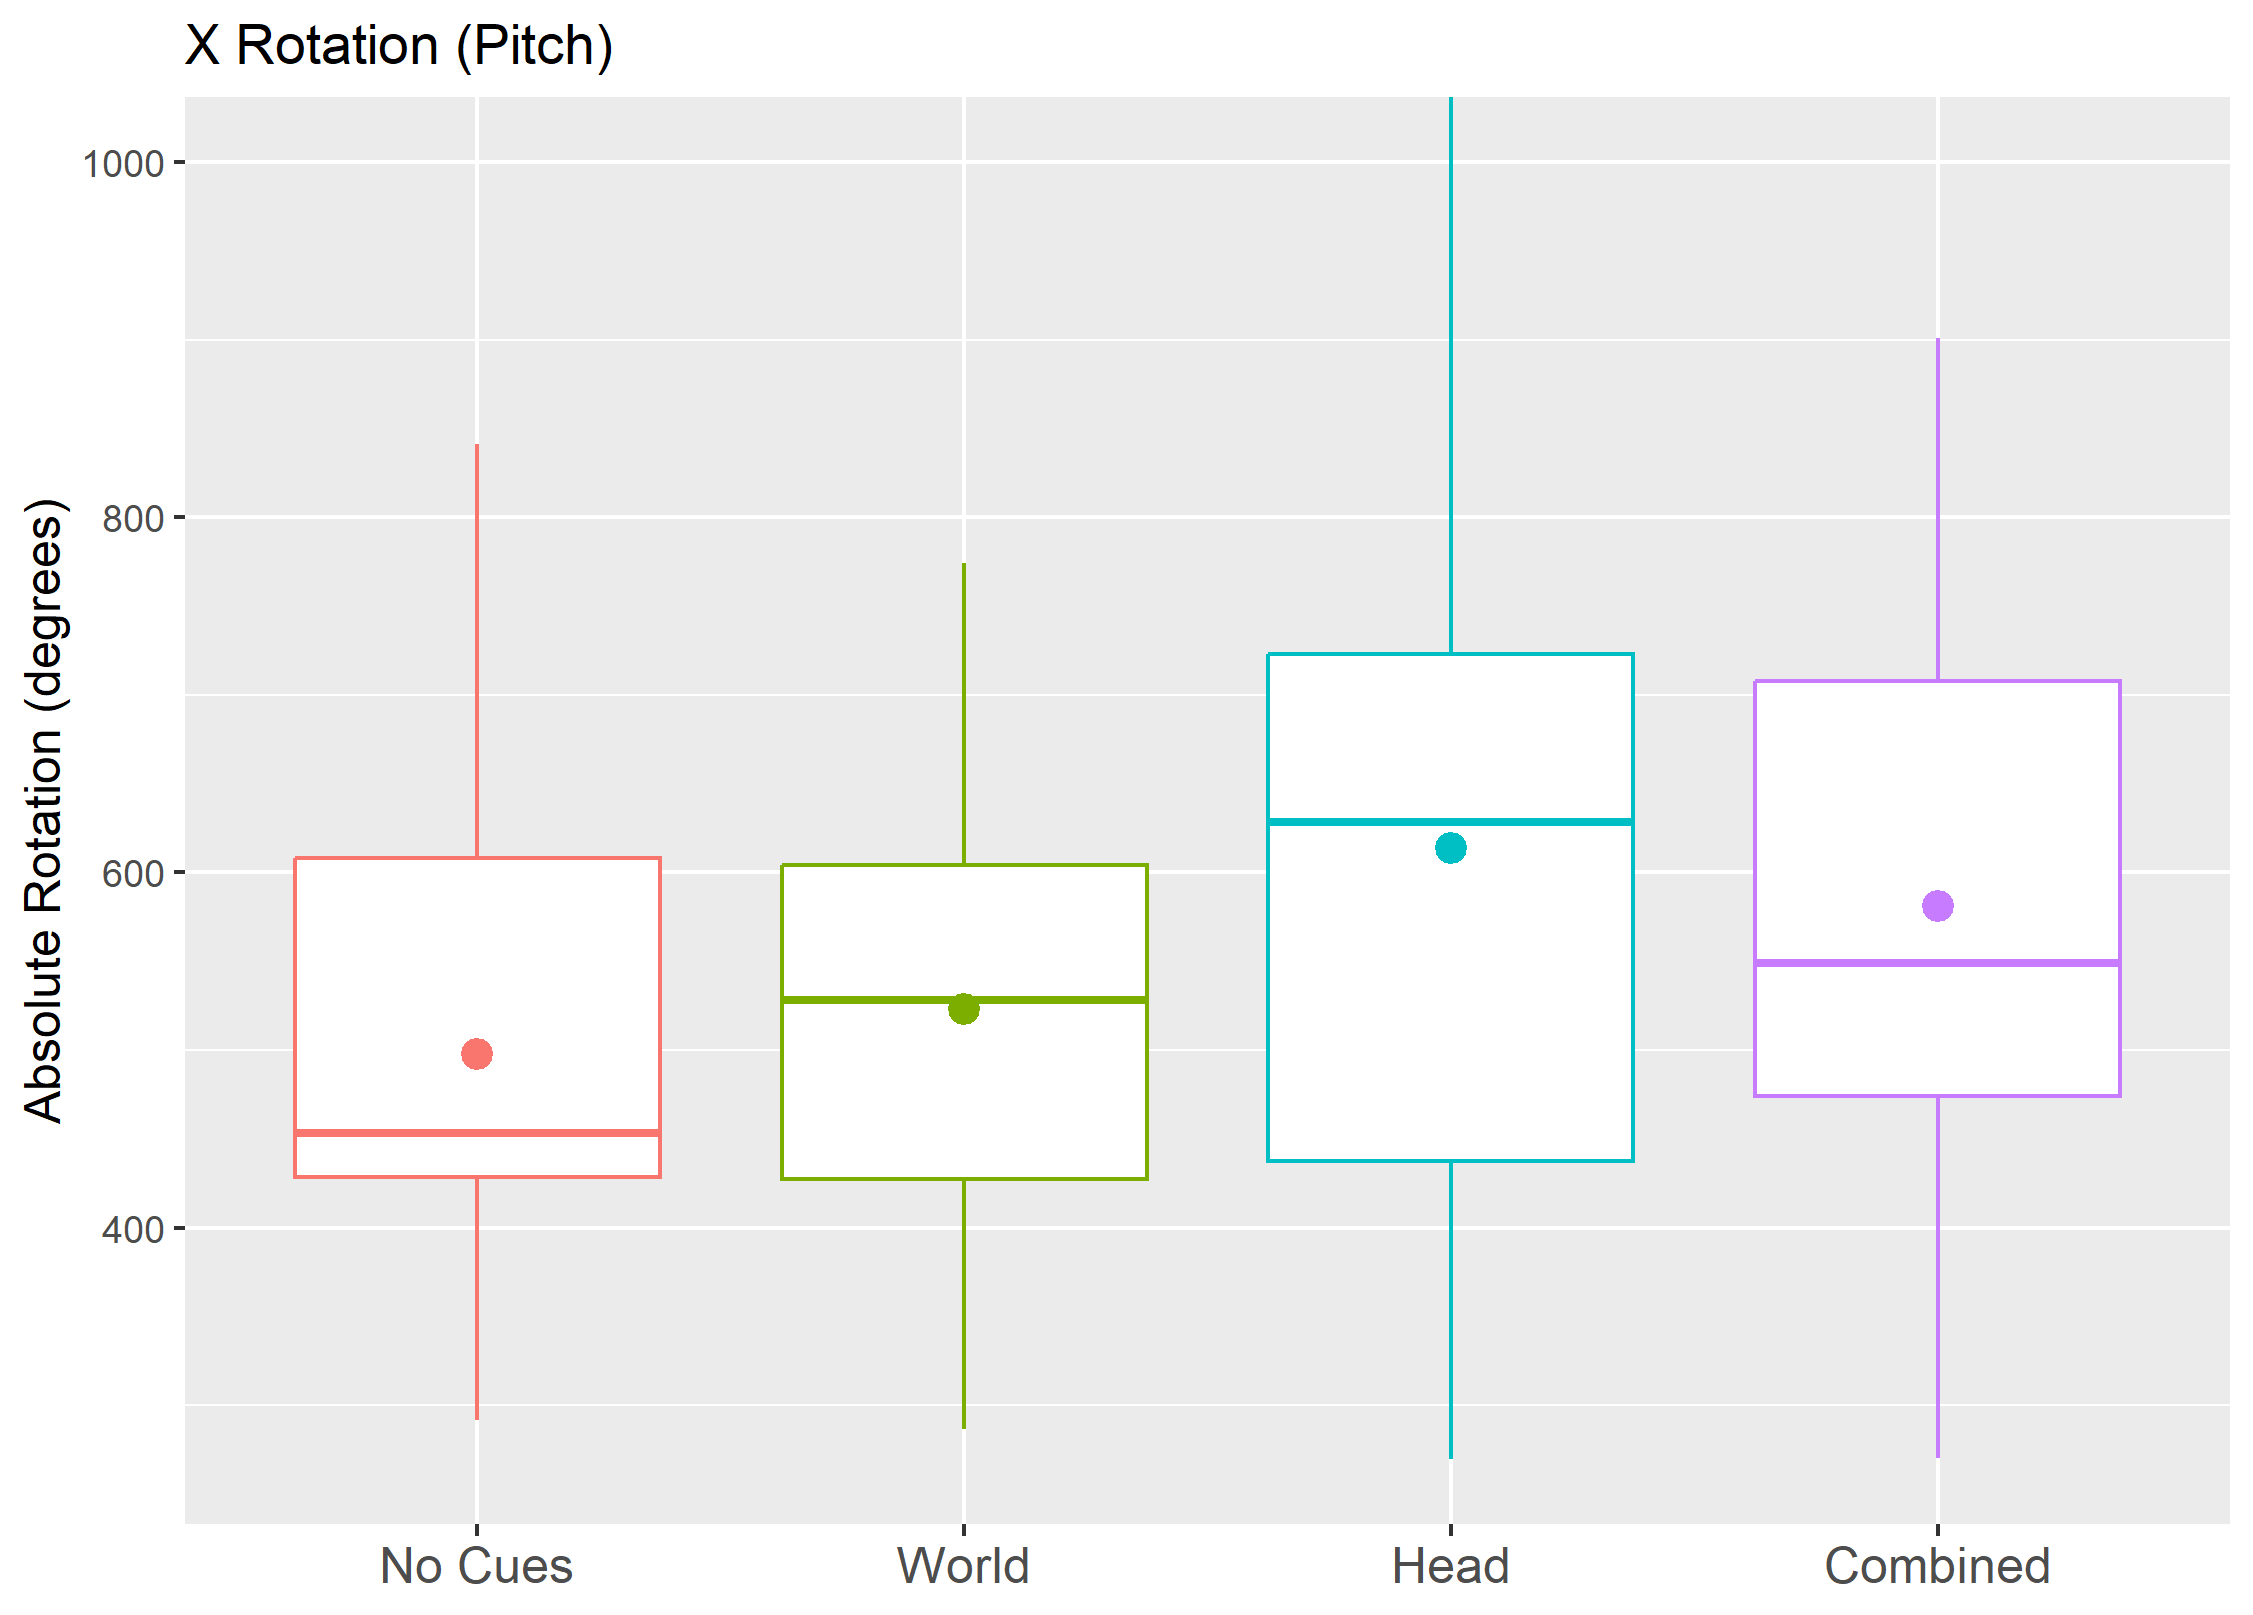 X Rotation (Pitch)
Absolute Rotation (degrees)
1000
800
600
400
No Cues
World
Head
Combined